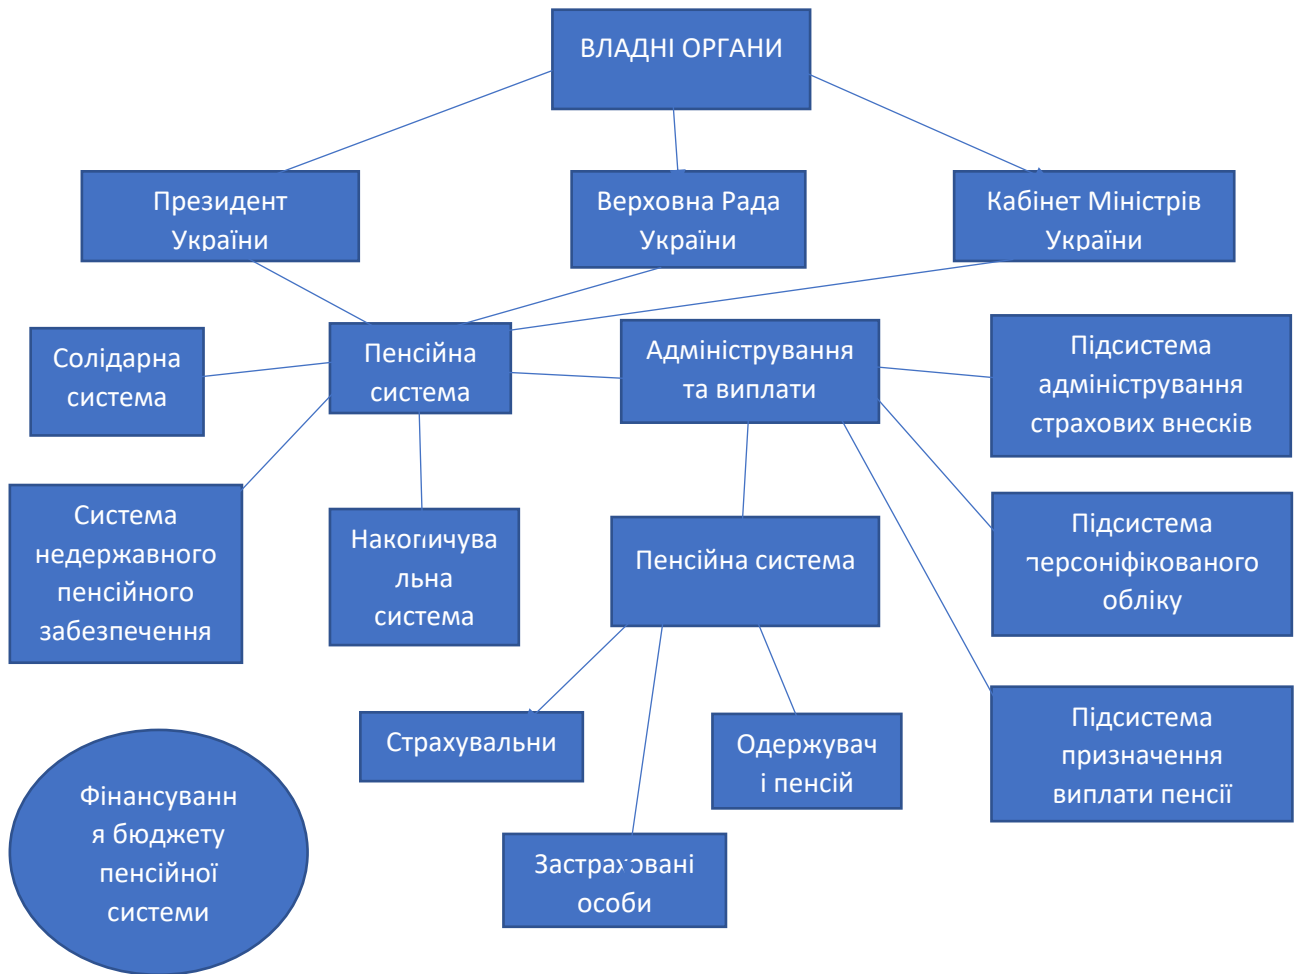 ВЛАДНІ ОРГАНИ
Президент
України
Верховна Рада
України
Кабінет Міністрів
України
Солідарна
система
Пенсійна
система
Адміністрування
та виплати
Підсистема
адміністрування
страхових внесків
Система
недержавного
пенсійного
забезпечення
Накопичува
льна
система
Пенсійна система
Підсистема
персоніфікованого
обліку
Страхувальни
Одержувач
і пенсій
Підсистема
призначення
виплати пенсії
Фінансуванн
я бюджету
пенсійної
системи
Застраховані
особи